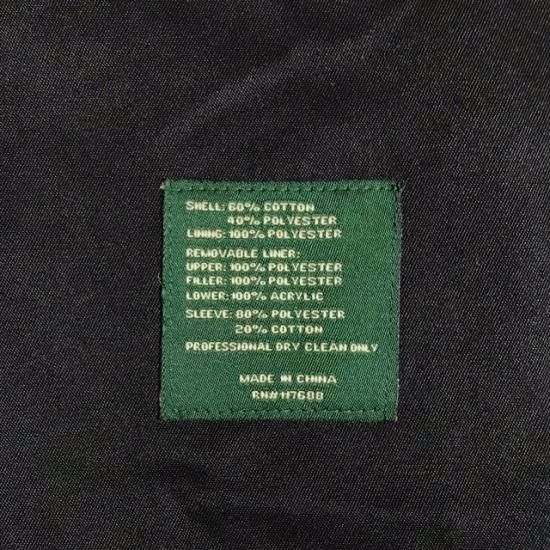 SHELL: 60% COTTON
40% POLYESTER
LINING: 100% POLYESTER
REMOVABLE LINER:
UPPER: 100% POLYESTER
FILLER: 100% POLYESTER
LOWER: 100% ACRYLIC
SLEEVE: 80% POLYESTER
20% COTTON
PROFESSIONAL DRY CLEAN ONLY
MADE IN CHINA
RN#117688